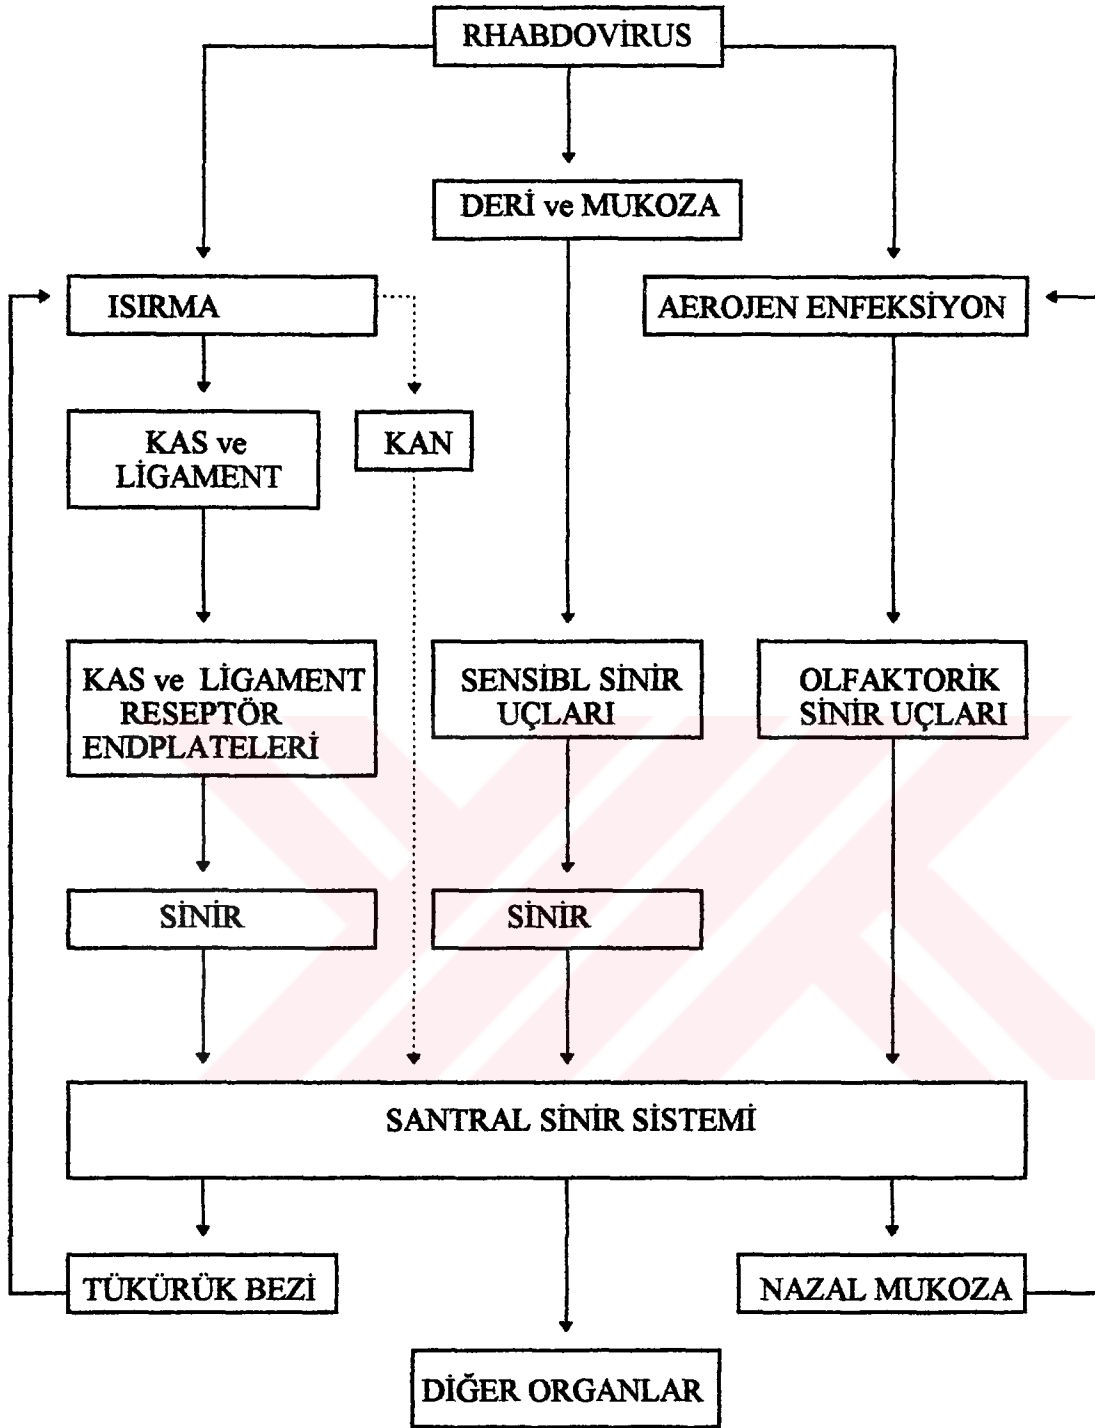 RHABDOVİRUS
DERİ ve MUKOZA
ISIRMA
AEROJEN ENFEKSİYON
KAS ve
LİGAMENT
KAN
KAS ve LİGAMENT
RESEPTÖR
ENDPLATELERİ
SENSİBL SİNİR
UÇLARI
OLFAKTORİK
SİNİR UÇLARI
SİNİR
SİNİR
SANTRAL SİNİR SİSTEMİ
TÜKÜRÜK BEZİ
NAZAL MUKOZA
DİĞER ORGANLAR